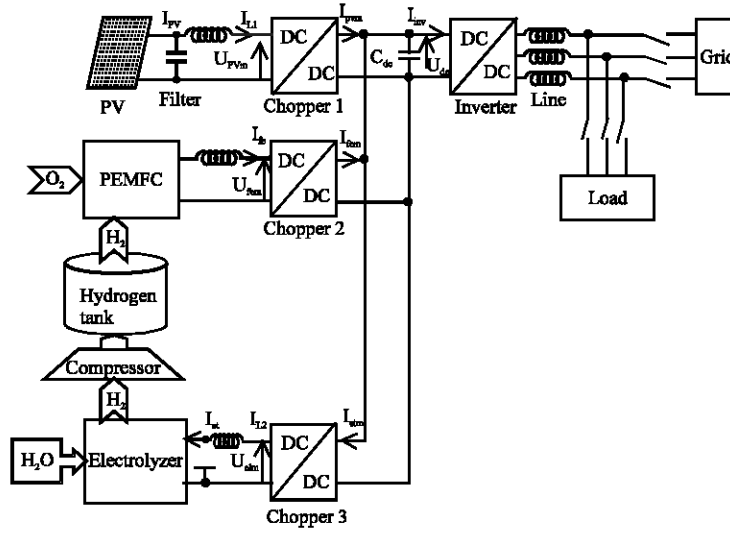 I_PV
I_L1
I_pvm
I_inv
DC
DC
U_PVm
C_dc
U_dc
DC
DC
Grid
PV
Filter
Chopper 1
Inverter
Line
O₂
PEMFC
I_fc
I_fcm
DC
DC
U_fcm
Chopper 2
Load
H₂
Hydrogen
tank
Compressor
H₂
I_L2
I_elm
DC
DC
U_elm
H₂O
Electrolyzer
Chopper 3